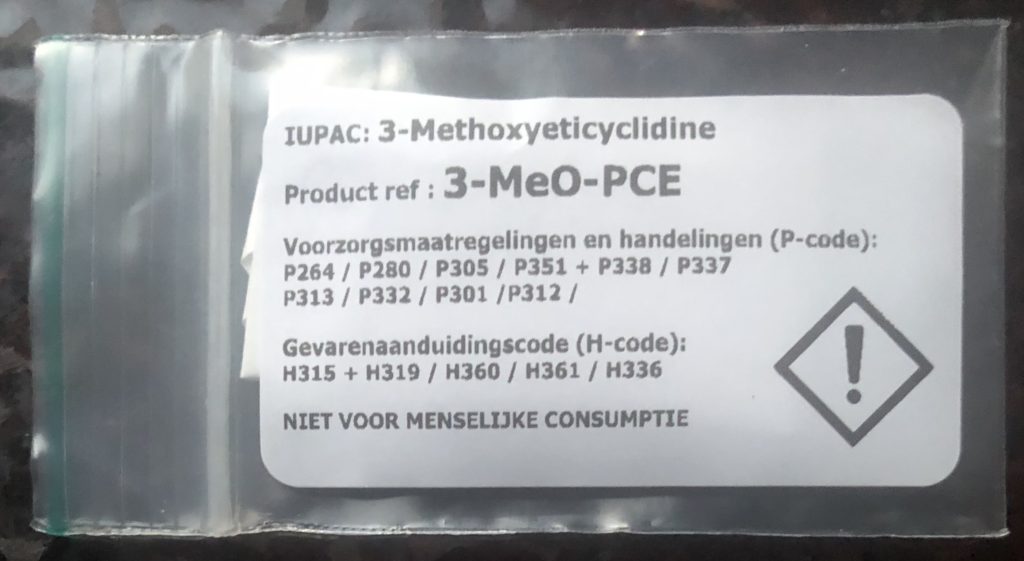 IUPAC: 3-Methoxyeticyclidine
Product ref : 3-MeO-PCE
Voorzorgsmaatregelingen en handelingen (P-code):
P264 / P280 / P305 / P351 + P338 / P337
P313 / P332 / P301 /P312 /
Gevarenaanduidingscode (H-code):
H315 + H319 / H360 / H361 / H336
NIET VOOR MENSELIJKE CONSUMPTIE